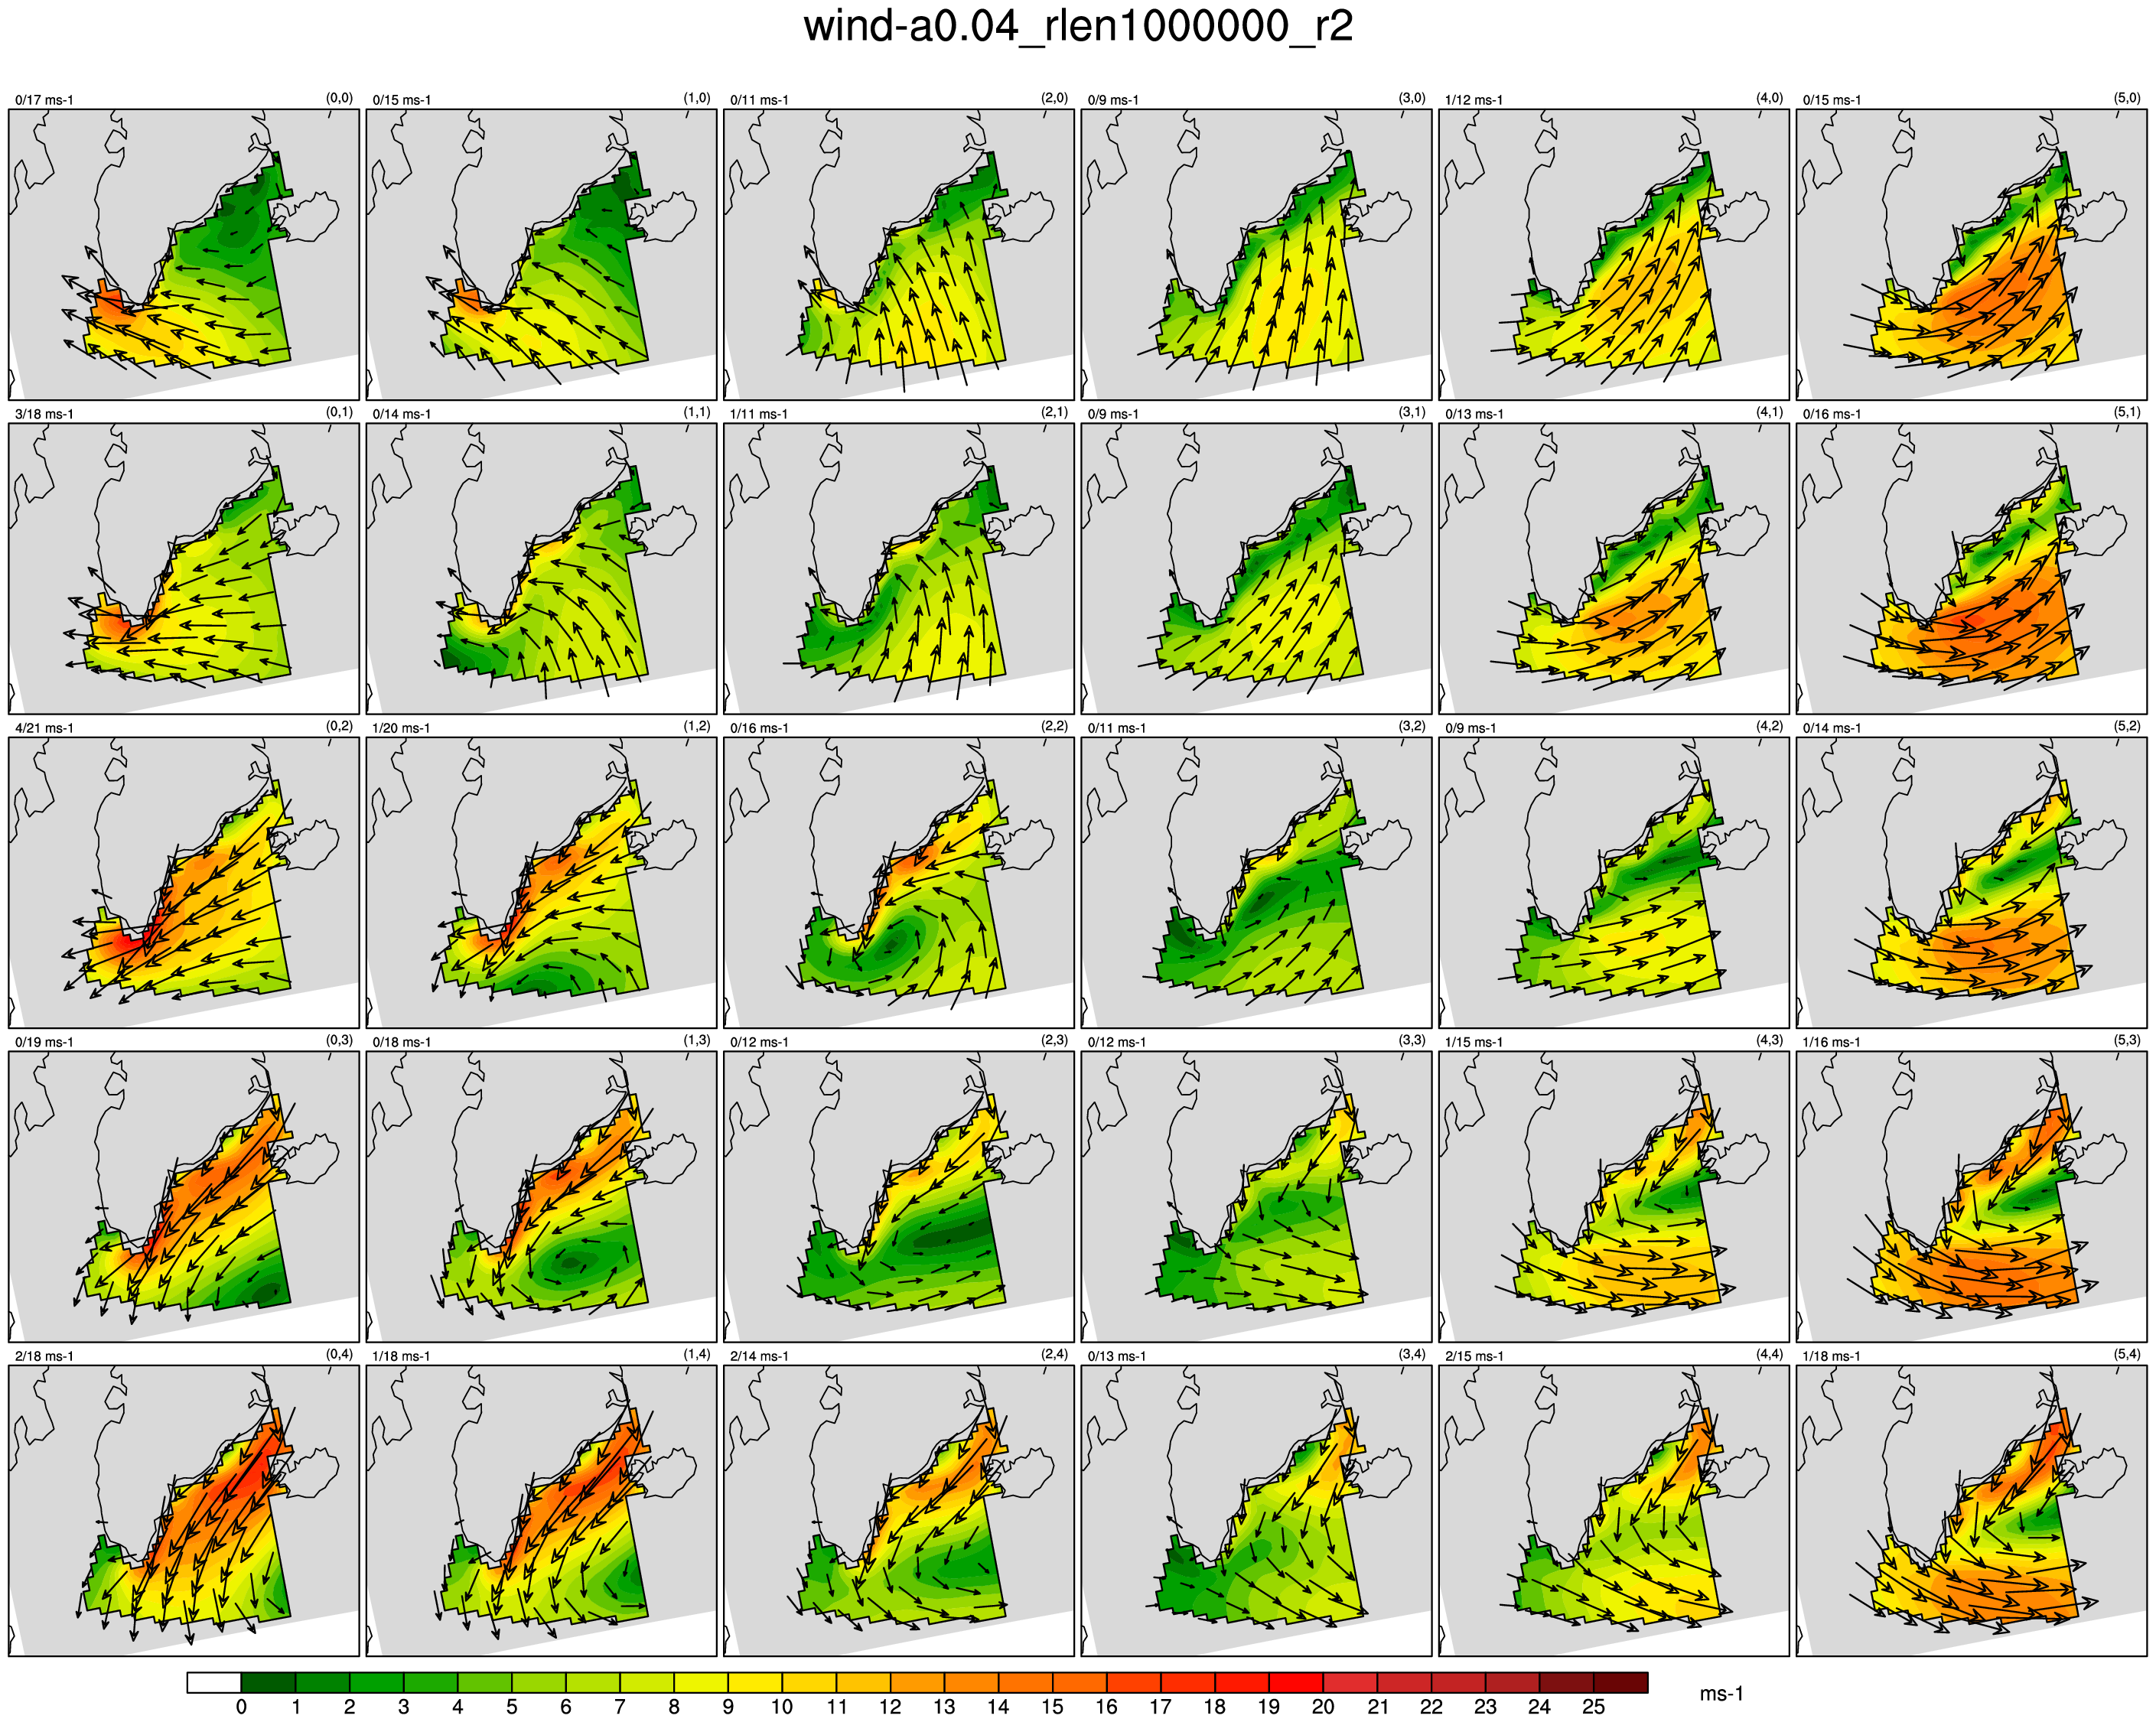 wind-a0.04_rlen1000000_r2
0/17 ms-1 (0,0) 0/15 ms-1 (1,0) 0/11 ms-1 (2,0) 0/9 ms-1 (3,0) 1/12 ms-1 (4,0) 0/15 ms-1 (5,0)
3/18 ms-1 (0,1) 0/14 ms-1 (1,1) 1/11 ms-1 (2,1) 0/9 ms-1 (3,1) 0/13 ms-1 (4,1) 0/16 ms-1 (5,1)
4/21 ms-1 (0,2) 1/20 ms-1 (1,2) 0/16 ms-1 (2,2) 0/11 ms-1 (3,2) 0/9 ms-1 (4,2) 0/14 ms-1 (5,2)
0/19 ms-1 (0,3) 0/18 ms-1 (1,3) 0/12 ms-1 (2,3) 0/12 ms-1 (3,3) 1/15 ms-1 (4,3) 1/16 ms-1 (5,3)
2/18 ms-1 (0,4) 1/18 ms-1 (1,4) 2/14 ms-1 (2,4) 0/13 ms-1 (3,4) 2/15 ms-1 (4,4) 1/18 ms-1 (5,4)
0 1 2 3 4 5 6 7 8 9 10 11 12 13 14 15 16 17 18 19 20 21 22 23 24 25 ms-1